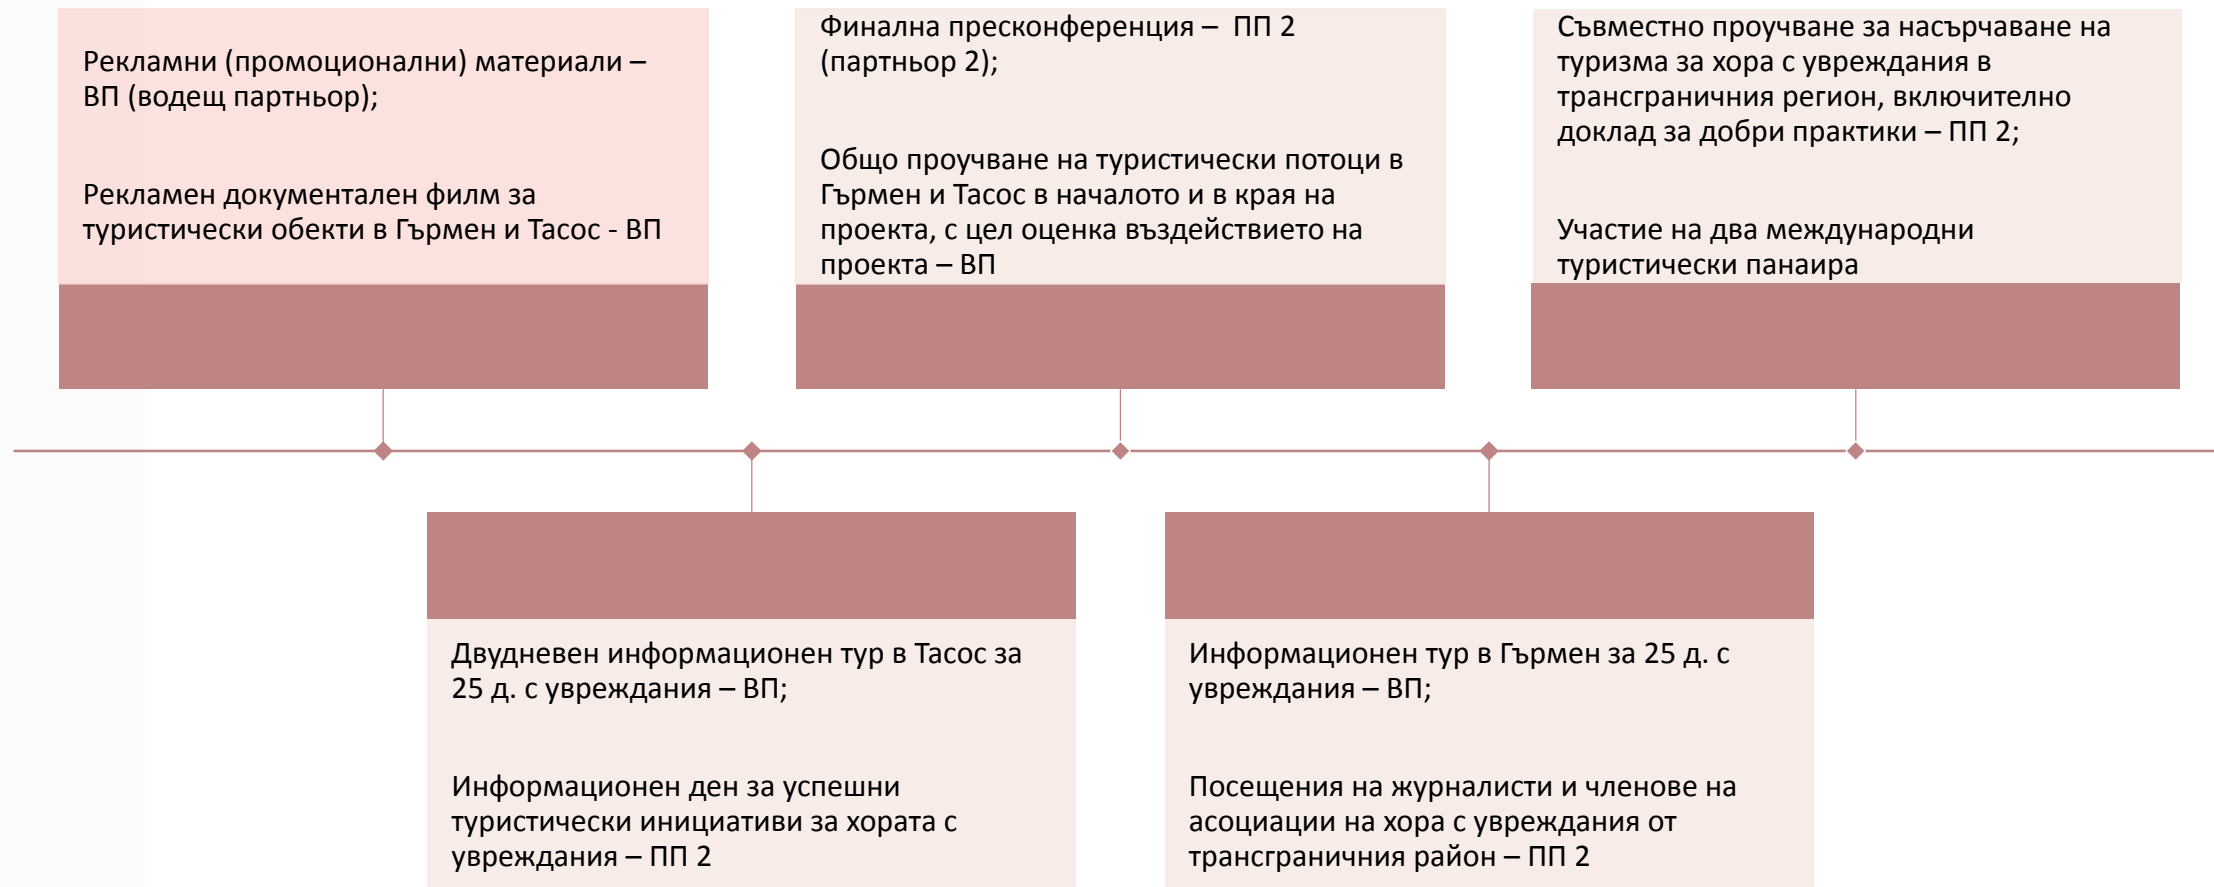 Рекламни (промоционални) материали –
ВП (водещ партньор);
Рекламен документален филм за
туристически обекти в Гърмен и Тасос - ВП
Финална пресконференция –  ПП 2
(партньор 2);
Общо проучване на туристически потоци в
Гърмен и Тасос в началото и в края на
проекта, с цел оценка въздействието на
проекта – ВП
Съвместно проучване за насърчаване на
туризма за хора с увреждания в
трансграничния регион, включително
доклад за добри практики – ПП 2;
Участие на два международни
туристически панаира
Двудневен информационен тур в Тасос за
25 д. с увреждания – ВП;
Информационен ден за успешни
туристически инициативи за хората с
увреждания – ПП 2
Информационен тур в Гърмен за 25 д. с
увреждания – ВП;
Посещения на журналисти и членове на
асоциации на хора с увреждания от
трансграничния район – ПП 2